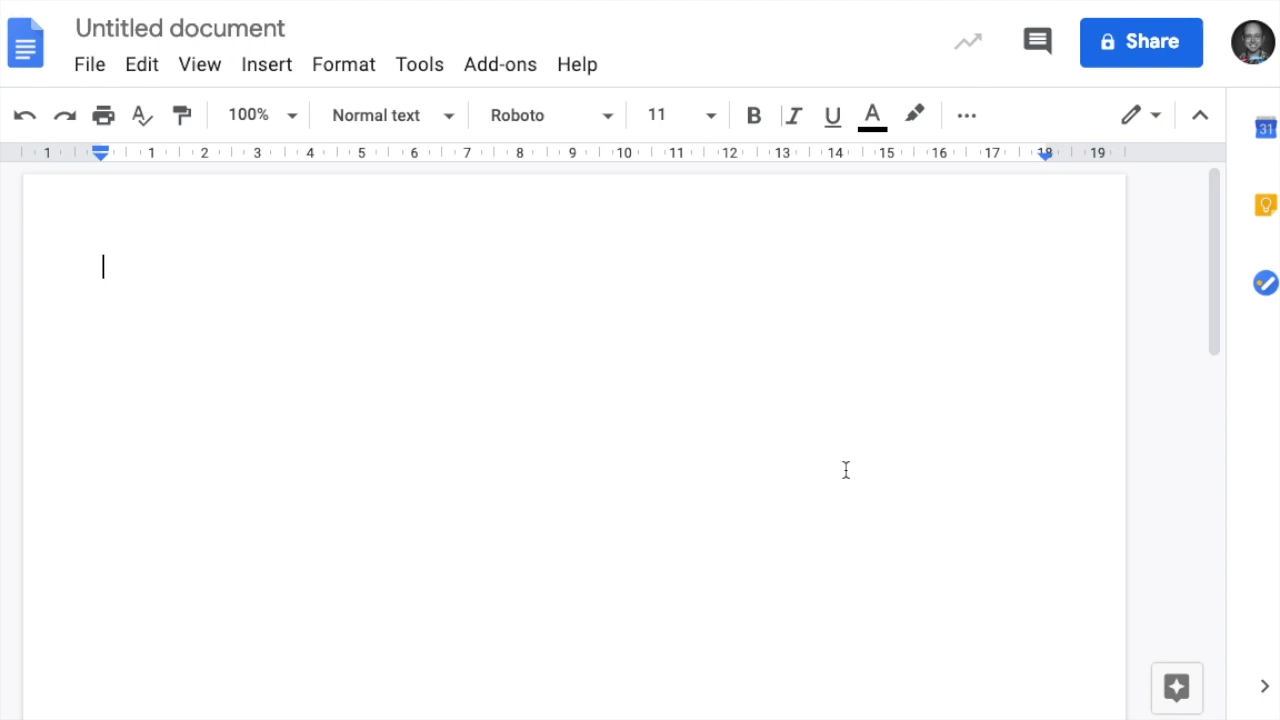 Untitled document
Share
File Edit View Insert Format Tools Add-ons Help
100% Normal text Roboto 11 B I U A
1 1 2 3 4 5 6 7 8 9 10 11 12 13 14 15 16 17 18 19
31